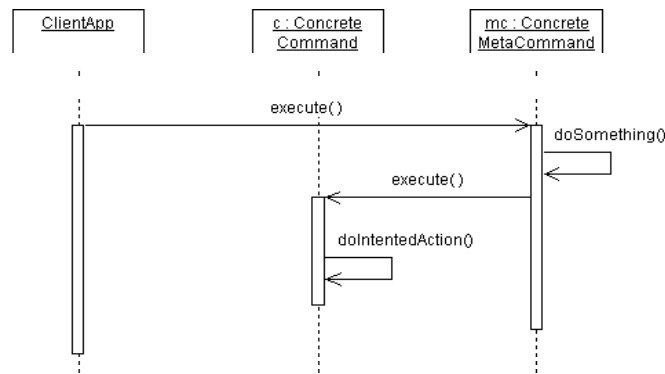 ClientApp
c : Concrete
Command
mc : Concrete
MetaCommand
execute()
doSomething()
execute()
doIntentedAction()